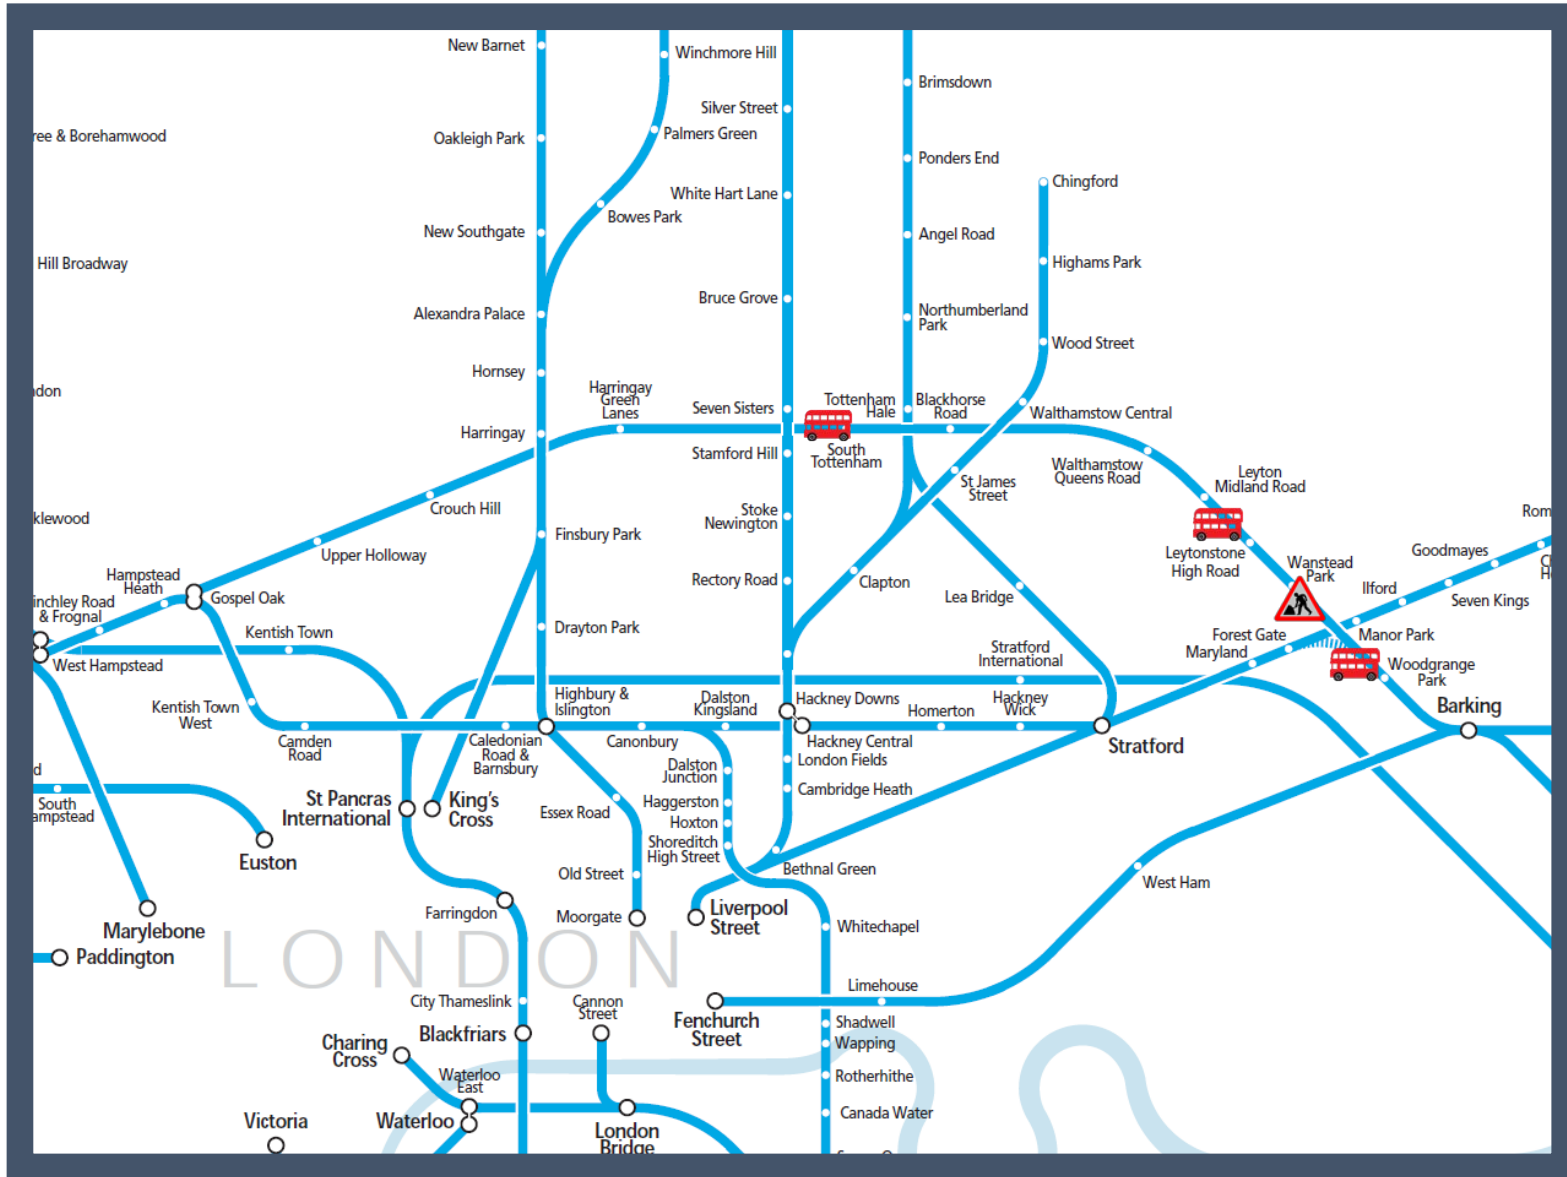 New Barnet
Winchmore Hill
Brimsdown
Silver Street
ree & Borehamwood
Oakleigh Park
Palmers Green
Ponders End
Chingford
White Hart Lane
Bowes Park
New Southgate
Angel Road
Hill Broadway
Highams Park
Bruce Grove
Alexandra Palace
Northumberland
Park
Wood Street
Hornsey
don
Harringay
Green
Lanes
Seven Sisters
Tottenham
Hale
Blackhorse
Road
Walthamstow Central
Harringay
Stamford Hill
South
Tottenham
Walthamstow
Queens Road
Leyton
Midland Road
St James
Street
Crouch Hill
Stoke
Newington
klewood
Rom
Finsbury Park
Upper Holloway
Leytonstone
High Road
Wanstead
Park
Goodmayes
Ch
H
Hampstead
Heath
Rectory Road
Clapton
Lea Bridge
Ilford
Seven Kings
inchley Road
& Frognal
Gospel Oak
Kentish Town
Drayton Park
Forest Gate
Manor Park
Maryland
West Hampstead
Stratford
International
Woodgrange
Park
Kentish Town
West
Highbury &
Islington
Dalston
Kingsland
Hackney Downs
Homerton
Hackney
Wick
Barking
Camden
Road
Caledonian
Road &
Barnsbury
Canonbury
Hackney Central
Stratford
London Fields
d
Dalston
Junction
South
ampstead
St Pancras
International
King's
Cross
Essex Road
Haggerston
Cambridge Heath
Hoxton
Shoreditch
High Street
Euston
Old Street
Bethnal Green
West Ham
Marylebone
Farringdon
Moorgate
Liverpool
Street
Whitechapel
Paddington
LONDON
City Thameslink
Cannon
Street
Limehouse
Fenchurch
Street
Blackfriars
Shadwell
Charing
Cross
Wapping
Waterloo
East
Rotherhithe
Victoria
Waterloo
London
Bridge
Canada Water